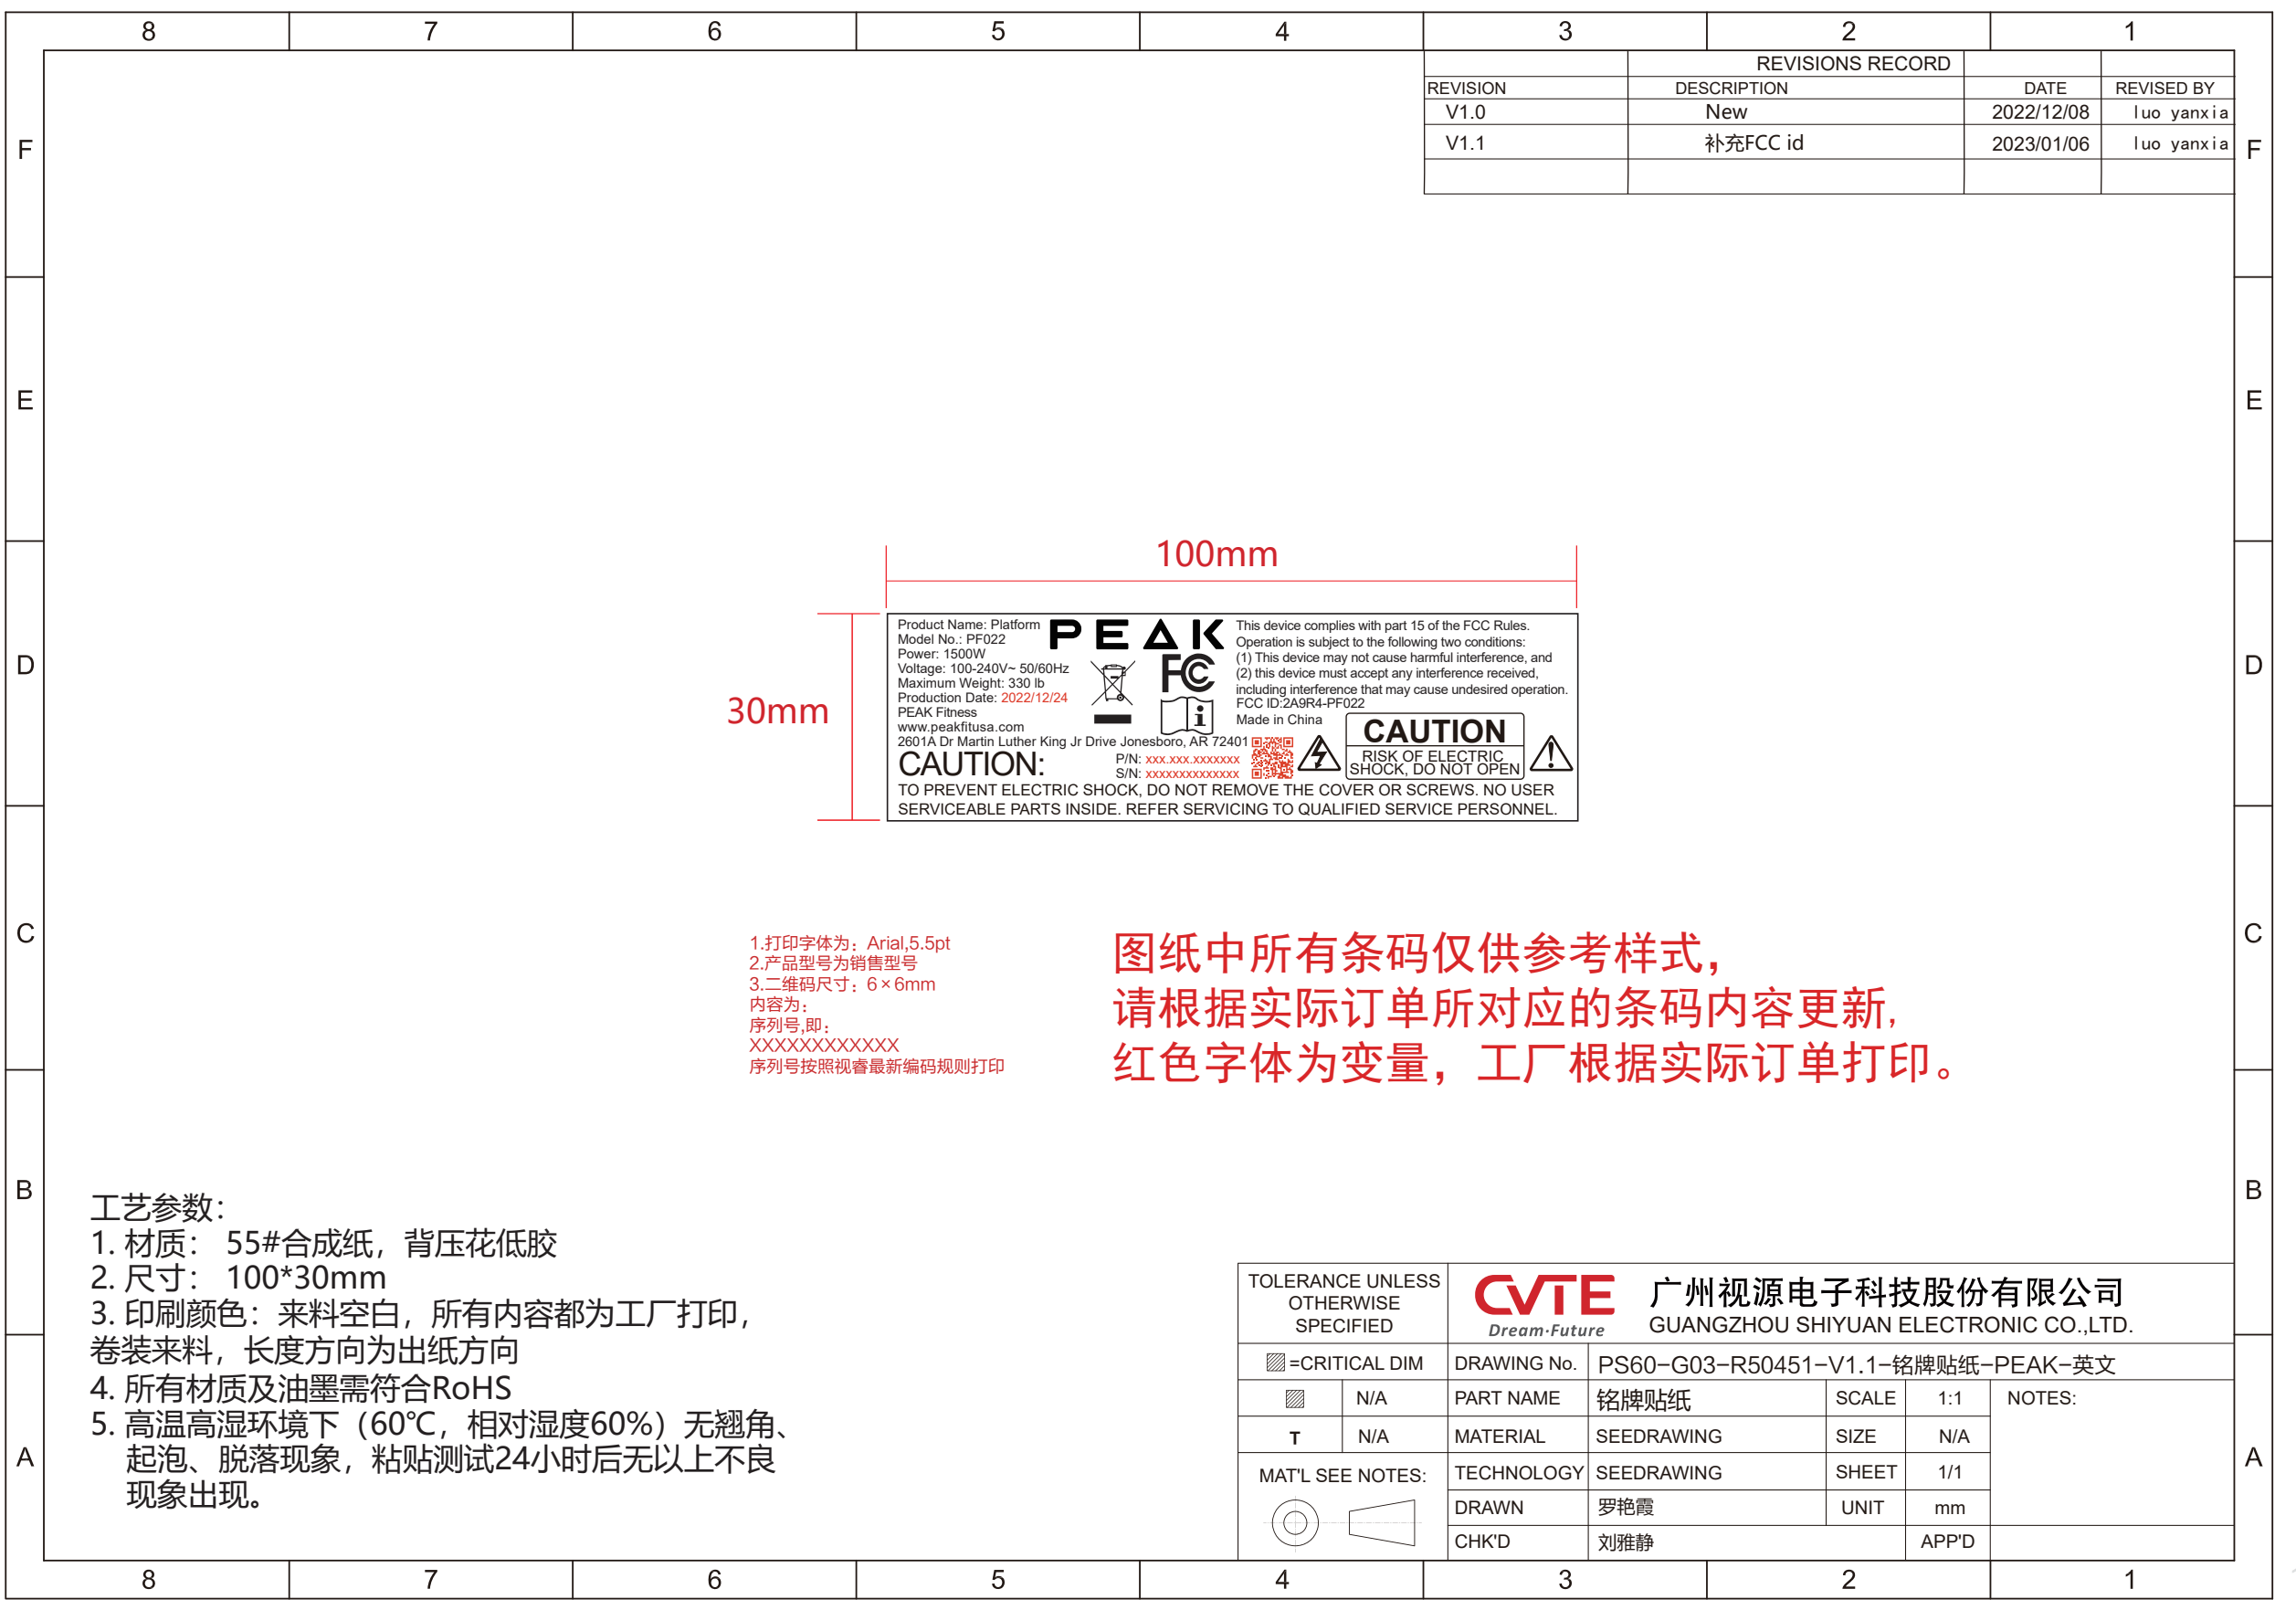 8 7 6 5 4 3 2 1
REVISIONS RECORD
REVISION DESCRIPTION DATE REVISED BY
V1.0 New 2022/12/08 luo yanxia
V1.1 补充FCC id 2023/01/06 luo yanxia
F F
E E
D D
C C
B B
A A
100mm
30mm
Product Name: Platform
Model No.: PF022
Power: 1500W
Voltage: 100-240V~ 50/60Hz
Maximum Weight: 330 lb
Production Date: 2022/12/24
PEAK Fitness
www.peakfitusa.com
2601A Dr Martin Luther King Jr Drive Jonesboro, AR 72401
PEAK
FC
i
This device complies with part 15 of the FCC Rules.
Operation is subject to the following two conditions:
(1) This device may not cause harmful interference, and
(2) this device must accept any interference received,
including interference that may cause undesired operation.
FCC ID:2A9R4-PF022
Made in China
CAUTION:
P/N: xxx.xxx.xxxxxxx
S/N: xxxxxxxxxxxxxx
CAUTION
RISK OF ELECTRIC
SHOCK, DO NOT OPEN
TO PREVENT ELECTRIC SHOCK, DO NOT REMOVE THE COVER OR SCREWS. NO USER
SERVICEABLE PARTS INSIDE. REFER SERVICING TO QUALIFIED SERVICE PERSONNEL.
1.打印字体为：Arial,5.5pt
2.产品型号为销售型号
3.二维码尺寸：6×6mm
内容为：
序列号,即：
XXXXXXXXXXXX
序列号按照视睿最新编码规则打印
图纸中所有条码仅供参考样式，
请根据实际订单所对应的条码内容更新,
红色字体为变量，工厂根据实际订单打印。
工艺参数：
1. 材质： 55#合成纸，背压花低胶
2. 尺寸： 100*30mm
3. 印刷颜色：来料空白，所有内容都为工厂打印，
卷装来料，长度方向为出纸方向
4. 所有材质及油墨需符合RoHS
5. 高温高湿环境下（60℃，相对湿度60%）无翘角、
起泡、脱落现象，粘贴测试24小时后无以上不良
现象出现。
TOLERANCE UNLESS
OTHERWISE
SPECIFIED
CVTE
Dream·Future
广州视源电子科技股份有限公司
GUANGZHOU SHIYUAN ELECTRONIC CO.,LTD.
=CRITICAL DIM DRAWING No. PS60-G03-R50451-V1.1-铭牌贴纸-PEAK-英文
N/A PART NAME 铭牌贴纸 SCALE 1:1 NOTES:
T N/A MATERIAL SEEDRAWING SIZE N/A
MAT'L SEE NOTES: TECHNOLOGY SEEDRAWING SHEET 1/1
DRAWN 罗艳霞 UNIT mm
CHK'D 刘雅静 APP'D
8 7 6 5 4 3 2 1